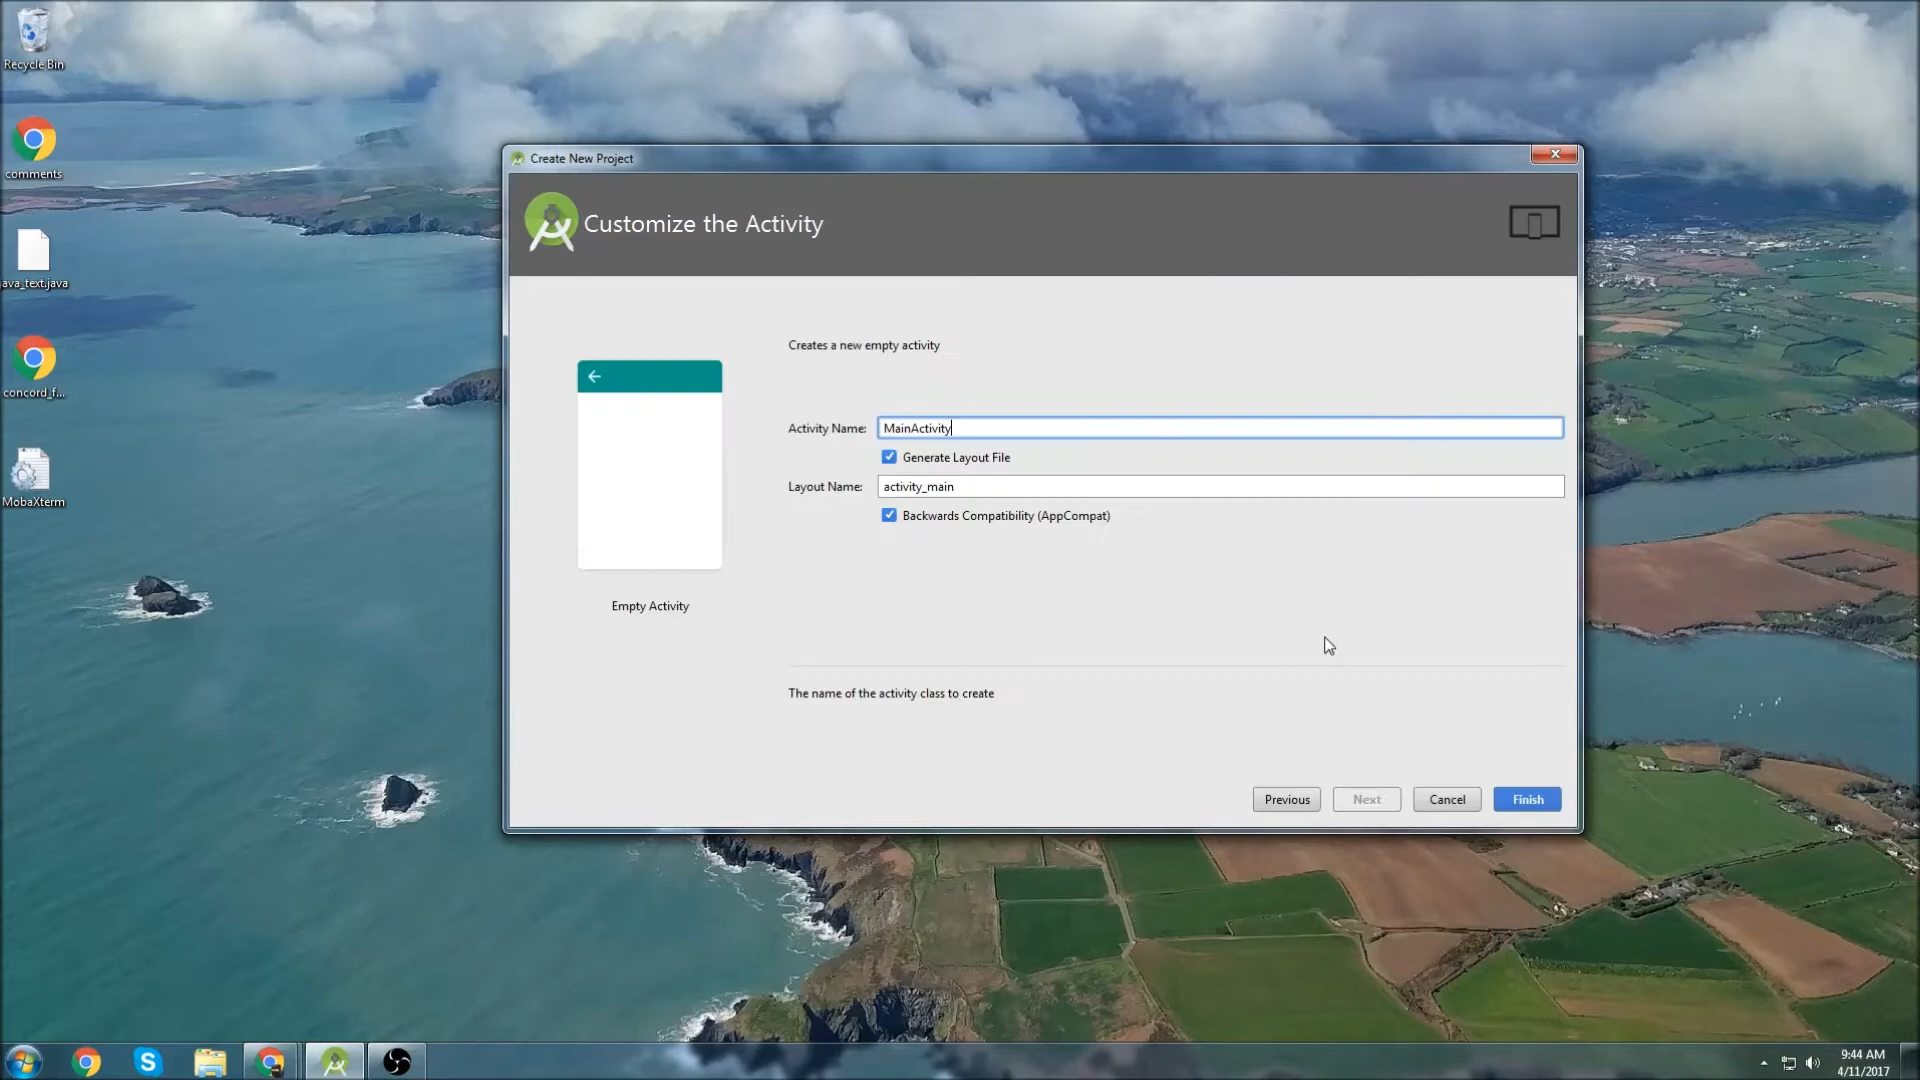 Recycle Bin
comments
ava_text.java
concord_f...
MobaXterm
Create New Project
Customize the Activity
Creates a new empty activity
Activity Name: MainActivity
Generate Layout File
Layout Name: activity_main
Backwards Compatibility (AppCompat)
Empty Activity
The name of the activity class to create
Previous
Next
Cancel
Finish
9:44 AM
4/11/2017